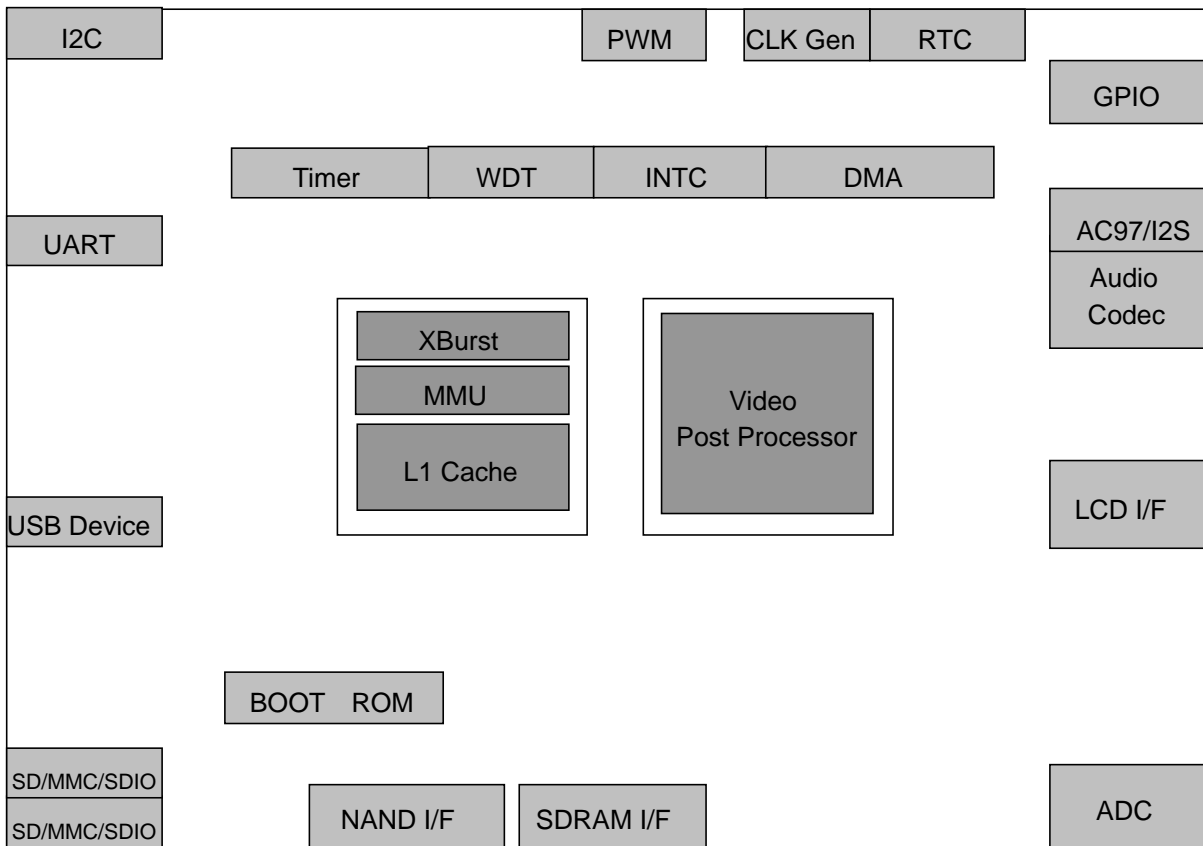 I2C
PWM
CLK Gen
RTC
GPIO
Timer
WDT
INTC
DMA
UART
AC97/I2S
Audio
Codec
XBurst
MMU
L1 Cache
Video
Post Processor
USB Device
LCD I/F
BOOT ROM
SD/MMC/SDIO
SD/MMC/SDIO
NAND I/F
SDRAM I/F
ADC